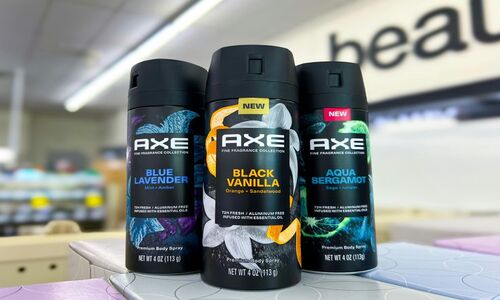 beau
AXE
FINE FRAGRANCE COLLECTION
BLUE
LAVENDER
Mint + Amber
72H FRESH / ALUMINUM FREE
INFUSED WITH ESSENTIAL OILS
Premium Body Spray
NET WT 4 OZ (113 g)
NEW
AXE
FINE FRAGRANCE COLLECTION
BLACK
VANILLA
Orange + Sandalwood
72H FRESH / ALUMINUM FREE
INFUSED WITH ESSENTIAL OILS
Premium Body Spray
NET WT 4 OZ (113 g)
NEW
AXE
FINE FRAGRANCE COLLECTION
AQUA
BERGAMOT
Sage + Juniper
72H FRESH / ALUMINUM FREE
INFUSED WITH ESSENTIAL OILS
Premium Body Spray
NET WT 4 OZ (113g)